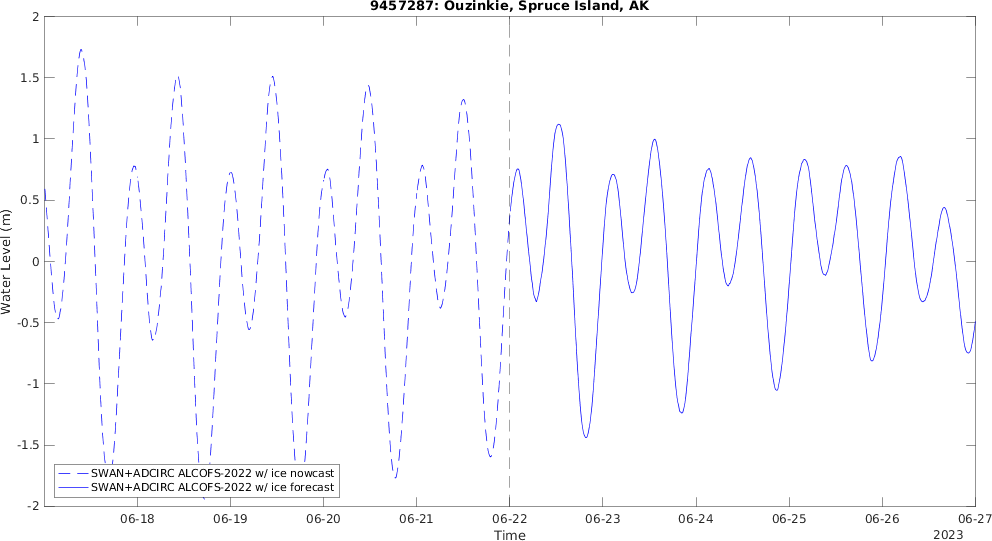 9457287: Ouzinkie, Spruce Island, AK
2
1.5
1
0.5
0
-0.5
-1
-1.5
-2
Water Level (m)
SWAN+ADCIRC ALCOFS-2022 w/ ice nowcast
SWAN+ADCIRC ALCOFS-2022 w/ ice forecast
06-18 06-19 06-20 06-21 06-22 06-23 06-24 06-25 06-26 06-27
Time
2023